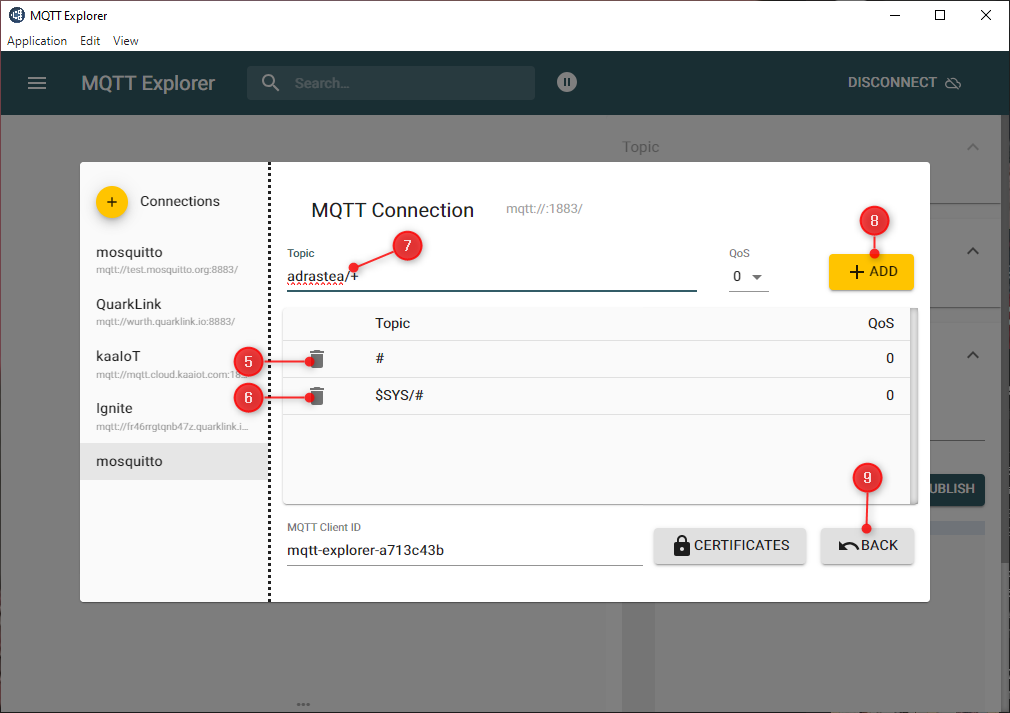 MQTT Explorer
Application Edit View
MQTT Explorer Search... DISCONNECT
Topic
Connections
MQTT Connection mqtt://:1883/
8
7
mosquitto
mqtt://test.mosquitto.org:8883/
Topic QoS
adrastea/+ 0 ADD
QuarkLink
mqtt://wurth.quarklink.io:8883/
Topic QoS
kaaIoT
mqtt://mqtt.cloud.kaaiot.com:18
5 # 0
6 $SYS/# 0
Ignite
mqtt://fr46rrgtqnb47z.quarklink.i...
mosquitto
9
UBLISH
MQTT Client ID
mqtt-explorer-a713c43b
CERTIFICATES BACK